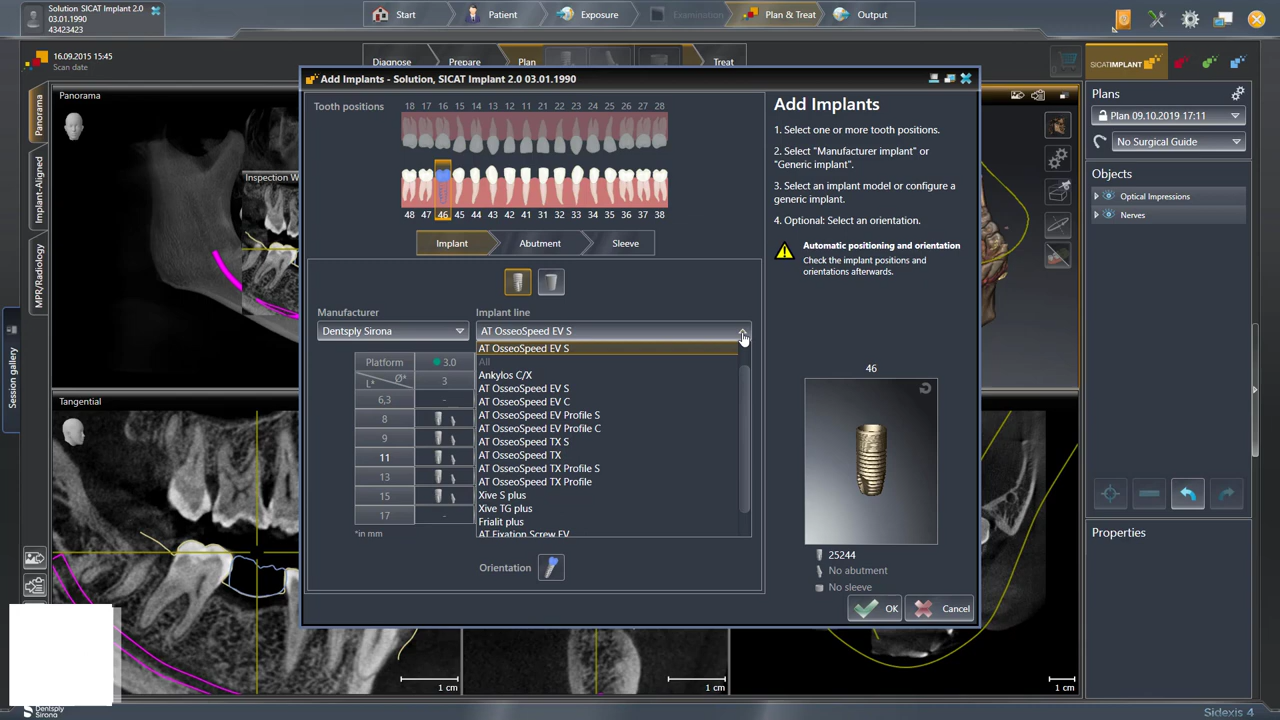 Solution SICAT Implant 2.0
03.01.1990
43423423
Start
Patient
Exposure
Examination
Plan & Treat
Output
16.09.2015 15:45
Scan date
Diagnose
Prepare
Plan
Treat
SICAT IMPLANT
Panorama
Implant-Aligned
MPR/Radiology
Session gallery
Panorama
Inspection W
Tangential
1 cm
1 cm
1 cm
Add Implants - Solution, SICAT Implant 2.0 03.01.1990
Tooth positions
18 17 16 15 14 13 12 11 21 22 23 24 25 26 27 28
48 47 46 45 44 43 42 41 31 32 33 34 35 36 37 38
Implant
Abutment
Sleeve
Manufacturer
Dentsply Sirona
Implant line
AT OsseoSpeed EV S
AT OsseoSpeed EV S
All
Ankylos C/X
AT OsseoSpeed EV S
AT OsseoSpeed EV C
AT OsseoSpeed EV Profile S
AT OsseoSpeed EV Profile C
AT OsseoSpeed TX S
AT OsseoSpeed TX
AT OsseoSpeed TX Profile S
AT OsseoSpeed TX Profile
Xive S plus
Xive TG plus
Frialit plus
AT Fixation Screw EV
Platform 3.0
L* Ø* 3
6,3 -
8
9
11
13
15
17 -
*in mm
Orientation
Add Implants
1. Select one or more tooth positions.
2. Select "Manufacturer implant" or
"Generic implant".
3. Select an implant model or configure a
generic implant.
4. Optional: Select an orientation.
Automatic positioning and orientation
Check the implant positions and
orientations afterwards.
46
25244
No abutment
No sleeve
OK
Cancel
Plans
Plan 09.10.2019 17:11
No Surgical Guide
Objects
Optical Impressions
Nerves
Properties
Dentsply
Sirona
Sidexis 4